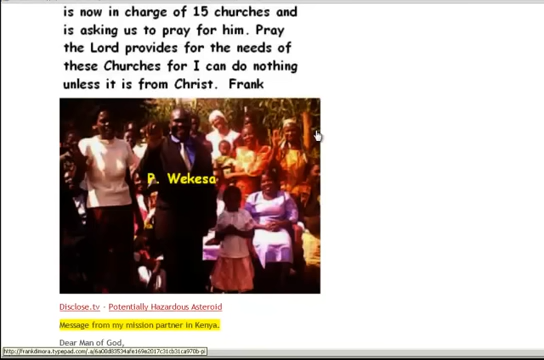 is now in charge of 15 churches and
is asking us to pray for him. Pray
the Lord provides for the needs of
these Churches for I can do nothing
unless it is from Christ. Frank
P. Wekesa
Disclose.tv - Potentially Hazardous Asteroid
Message from my mission partner in Kenya.
Dear Man of God,